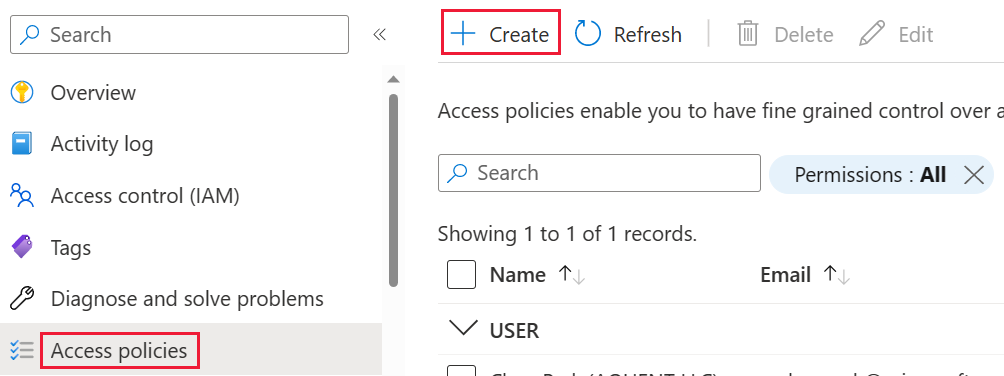 Search
Overview
Activity log
Access control (IAM)
Tags
Diagnose and solve problems
Access policies
Create Refresh Delete Edit
Access policies enable you to have fine grained control over a
Search
Permissions : All
Showing 1 to 1 of 1 records.
Name Email
USER